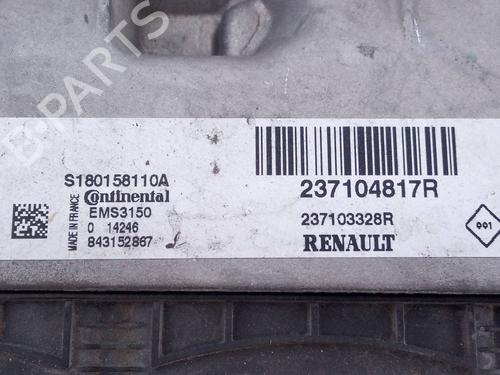 B-PARTS
S180158110A
Continental
EMS3150
0 14246
843152867
MADE IN FRANCE
237104817R
237103328R
RENAULT
001